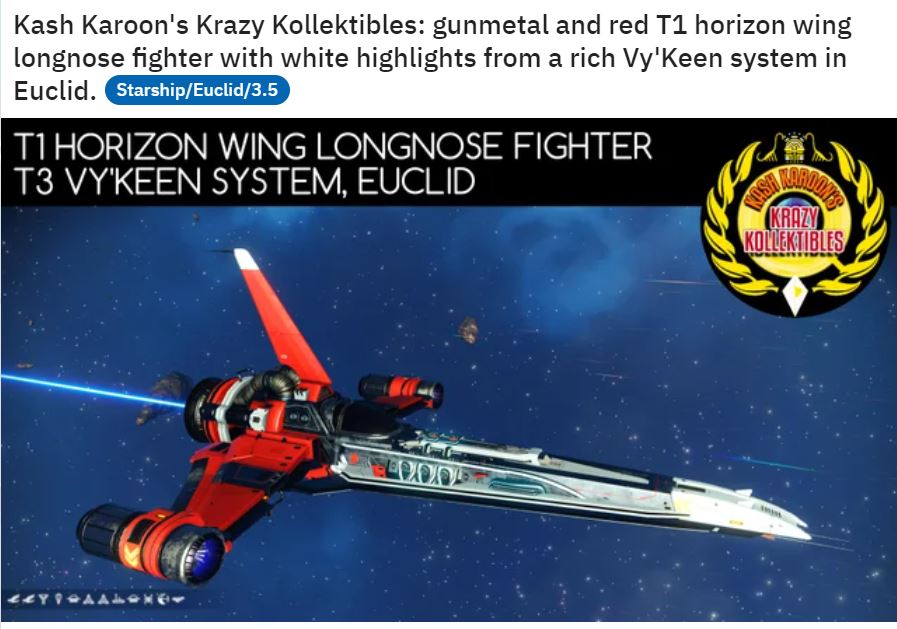 Kash Karoon's Krazy Kollektibles: gunmetal and red T1 horizon wing
longnose fighter with white highlights from a rich Vy'Keen system in
Euclid. Starship/Euclid/3.5
T1 HORIZON WING LONGNOSE FIGHTER
T3 VY'KEEN SYSTEM, EUCLID
KASH KAROON'S
KRAZY
KOLLEKTIBLES